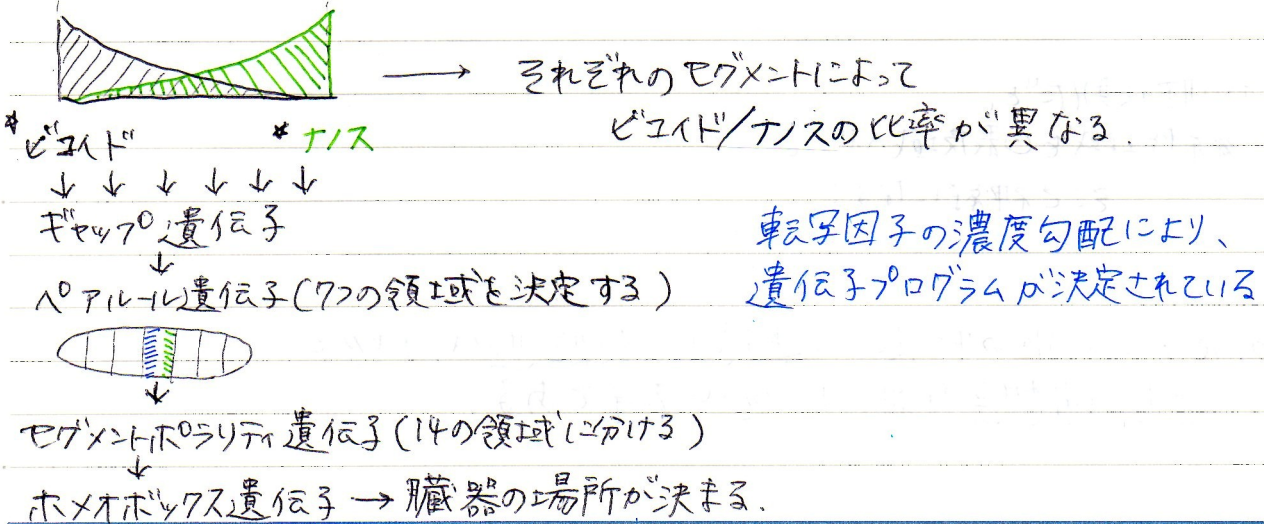 → それぞれのセグメントによって
ビコイド/ナノスの比率が異なる.
*ビコイド *ナノス
↓ ↓ ↓ ↓ ↓ ↓
ギャップ遺伝子
↓
ペアルール遺伝子(7つの領域を決定する)
転写因子の濃度勾配により、
遺伝子プログラムが決定されている
↓
セグメントポラリティ遺伝子(14の領域に分ける)
↓
ホメオボックス遺伝子→臓器の場所が決まる.